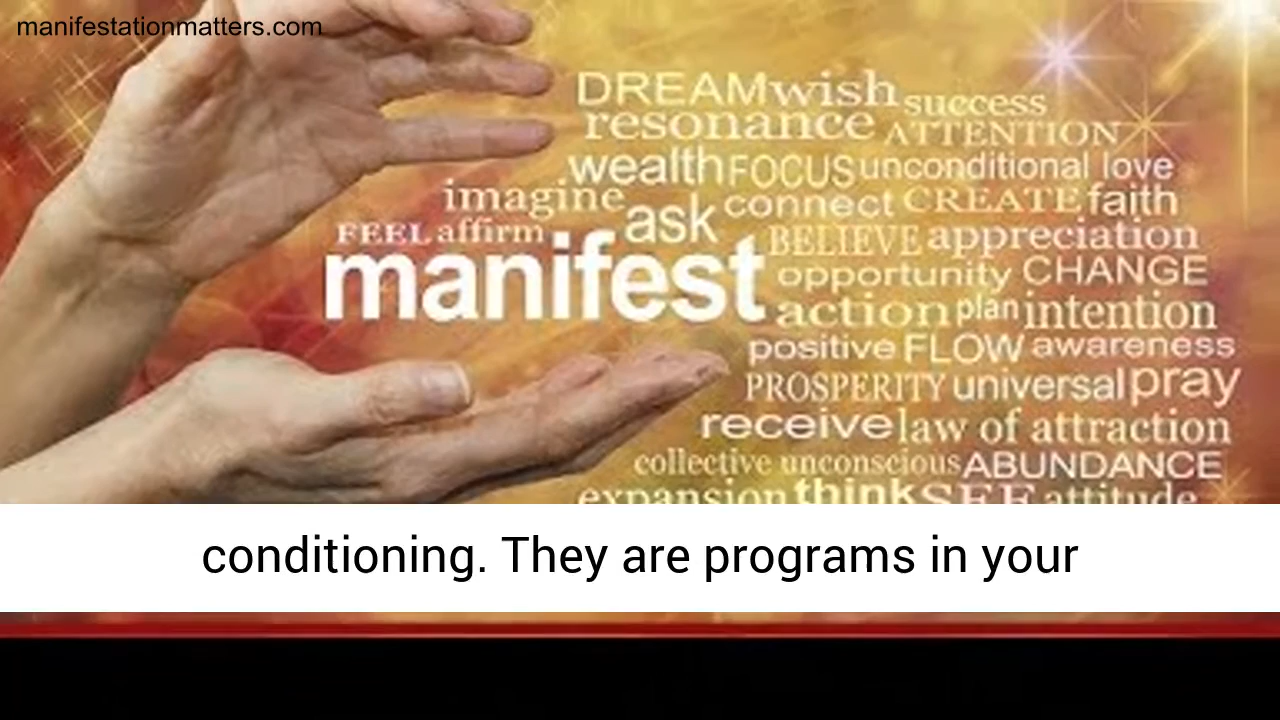 manifestationmatters.com
DREAM wish success
resonance ATTENTION
wealth FOCUS unconditional love
imagine ask connect CREATE faith
FEEL affirm BELIEVE appreciation
manifest opportunity CHANGE
action plan intention
positive FLOW awareness
PROSPERITY universal pray
receive law of attraction
collective unconscious ABUNDANCE
expansion think SEE attitude
conditioning. They are programs in your